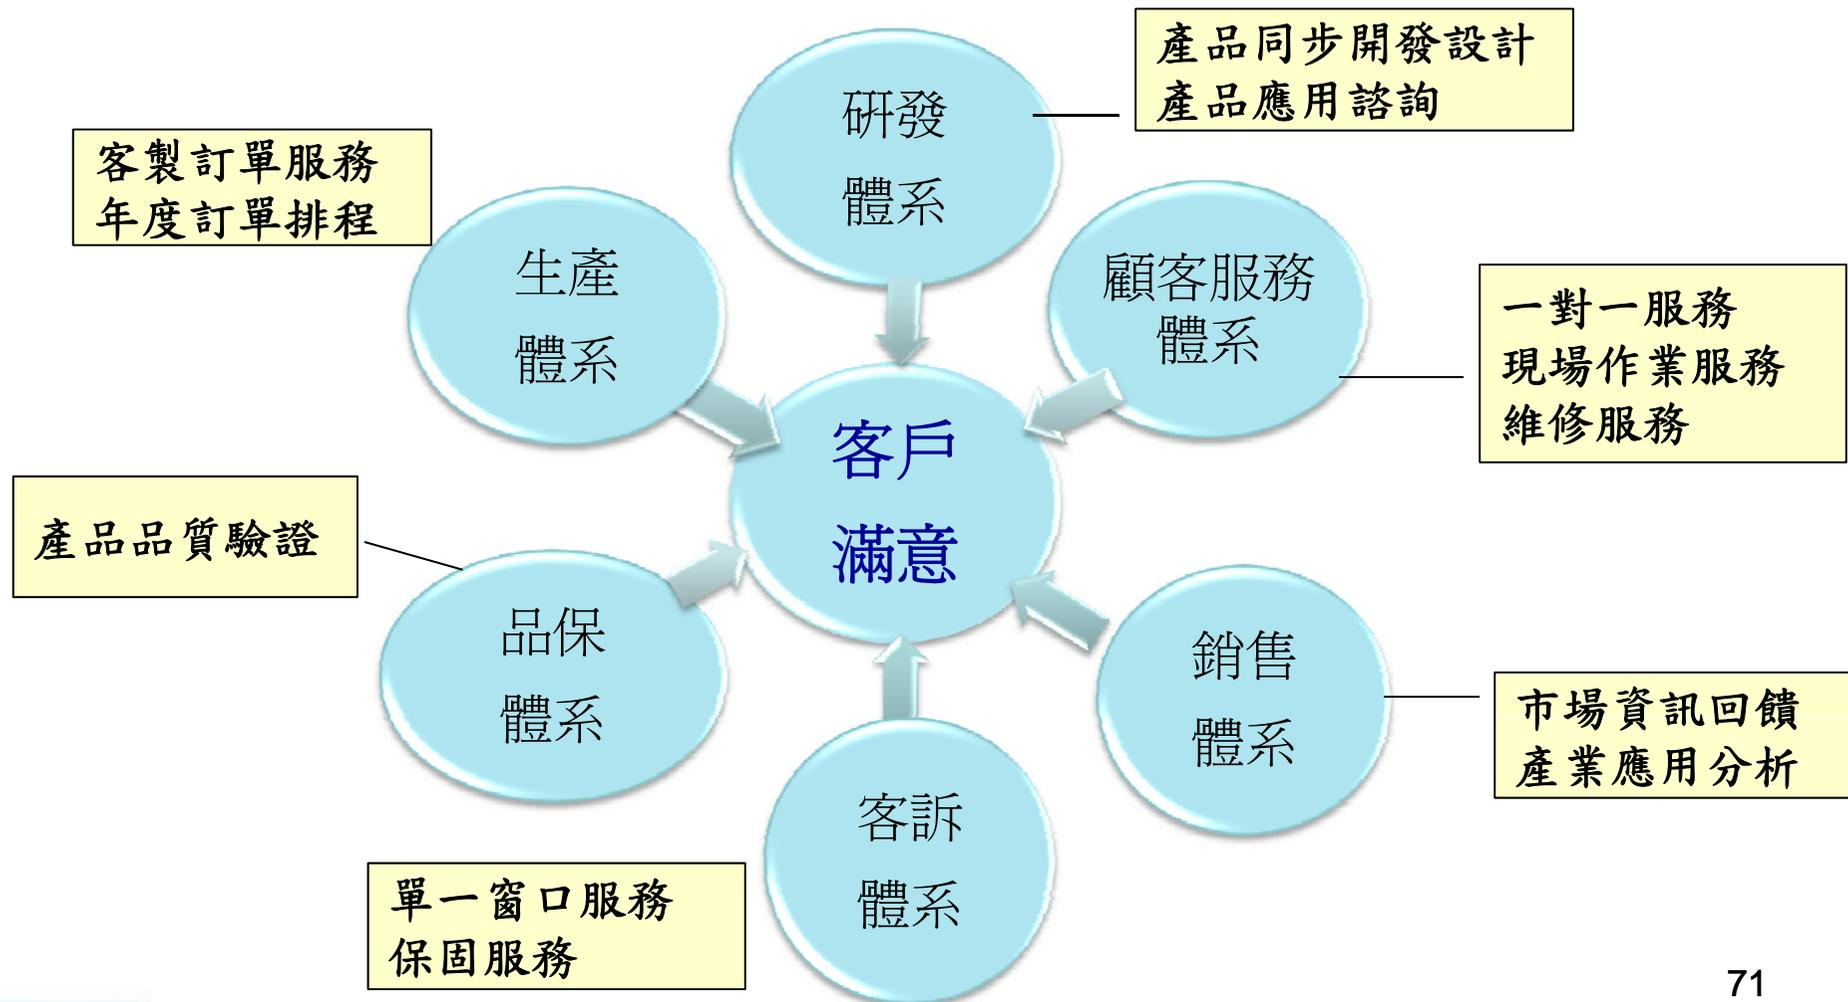 產品同步開發設計
產品應用諮詢
研發
體系
客製訂單服務
年度訂單排程
生產
體系
顧客服務
體系
一對一服務
現場作業服務
維修服務
客戶
滿意
產品品質驗證
品保
體系
銷售
體系
市場資訊回饋
產業應用分析
客訴
體系
單一窗口服務
保固服務
71